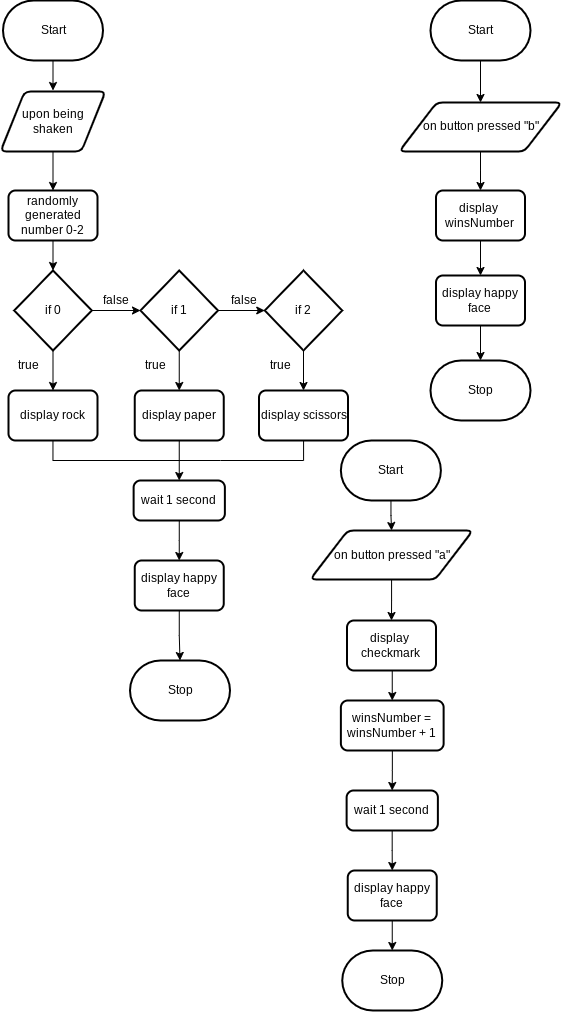 Start
upon being
shaken
randomly
generated
number 0-2
if 0
false
if 1
false
if 2
true
true
true
display rock
display paper
display scissors
wait 1 second
display happy
face
Stop
Start
on button pressed "b"
display
winsNumber
display happy
face
Stop
Start
on button pressed "a"
display
checkmark
winsNumber =
winsNumber + 1
wait 1 second
display happy
face
Stop